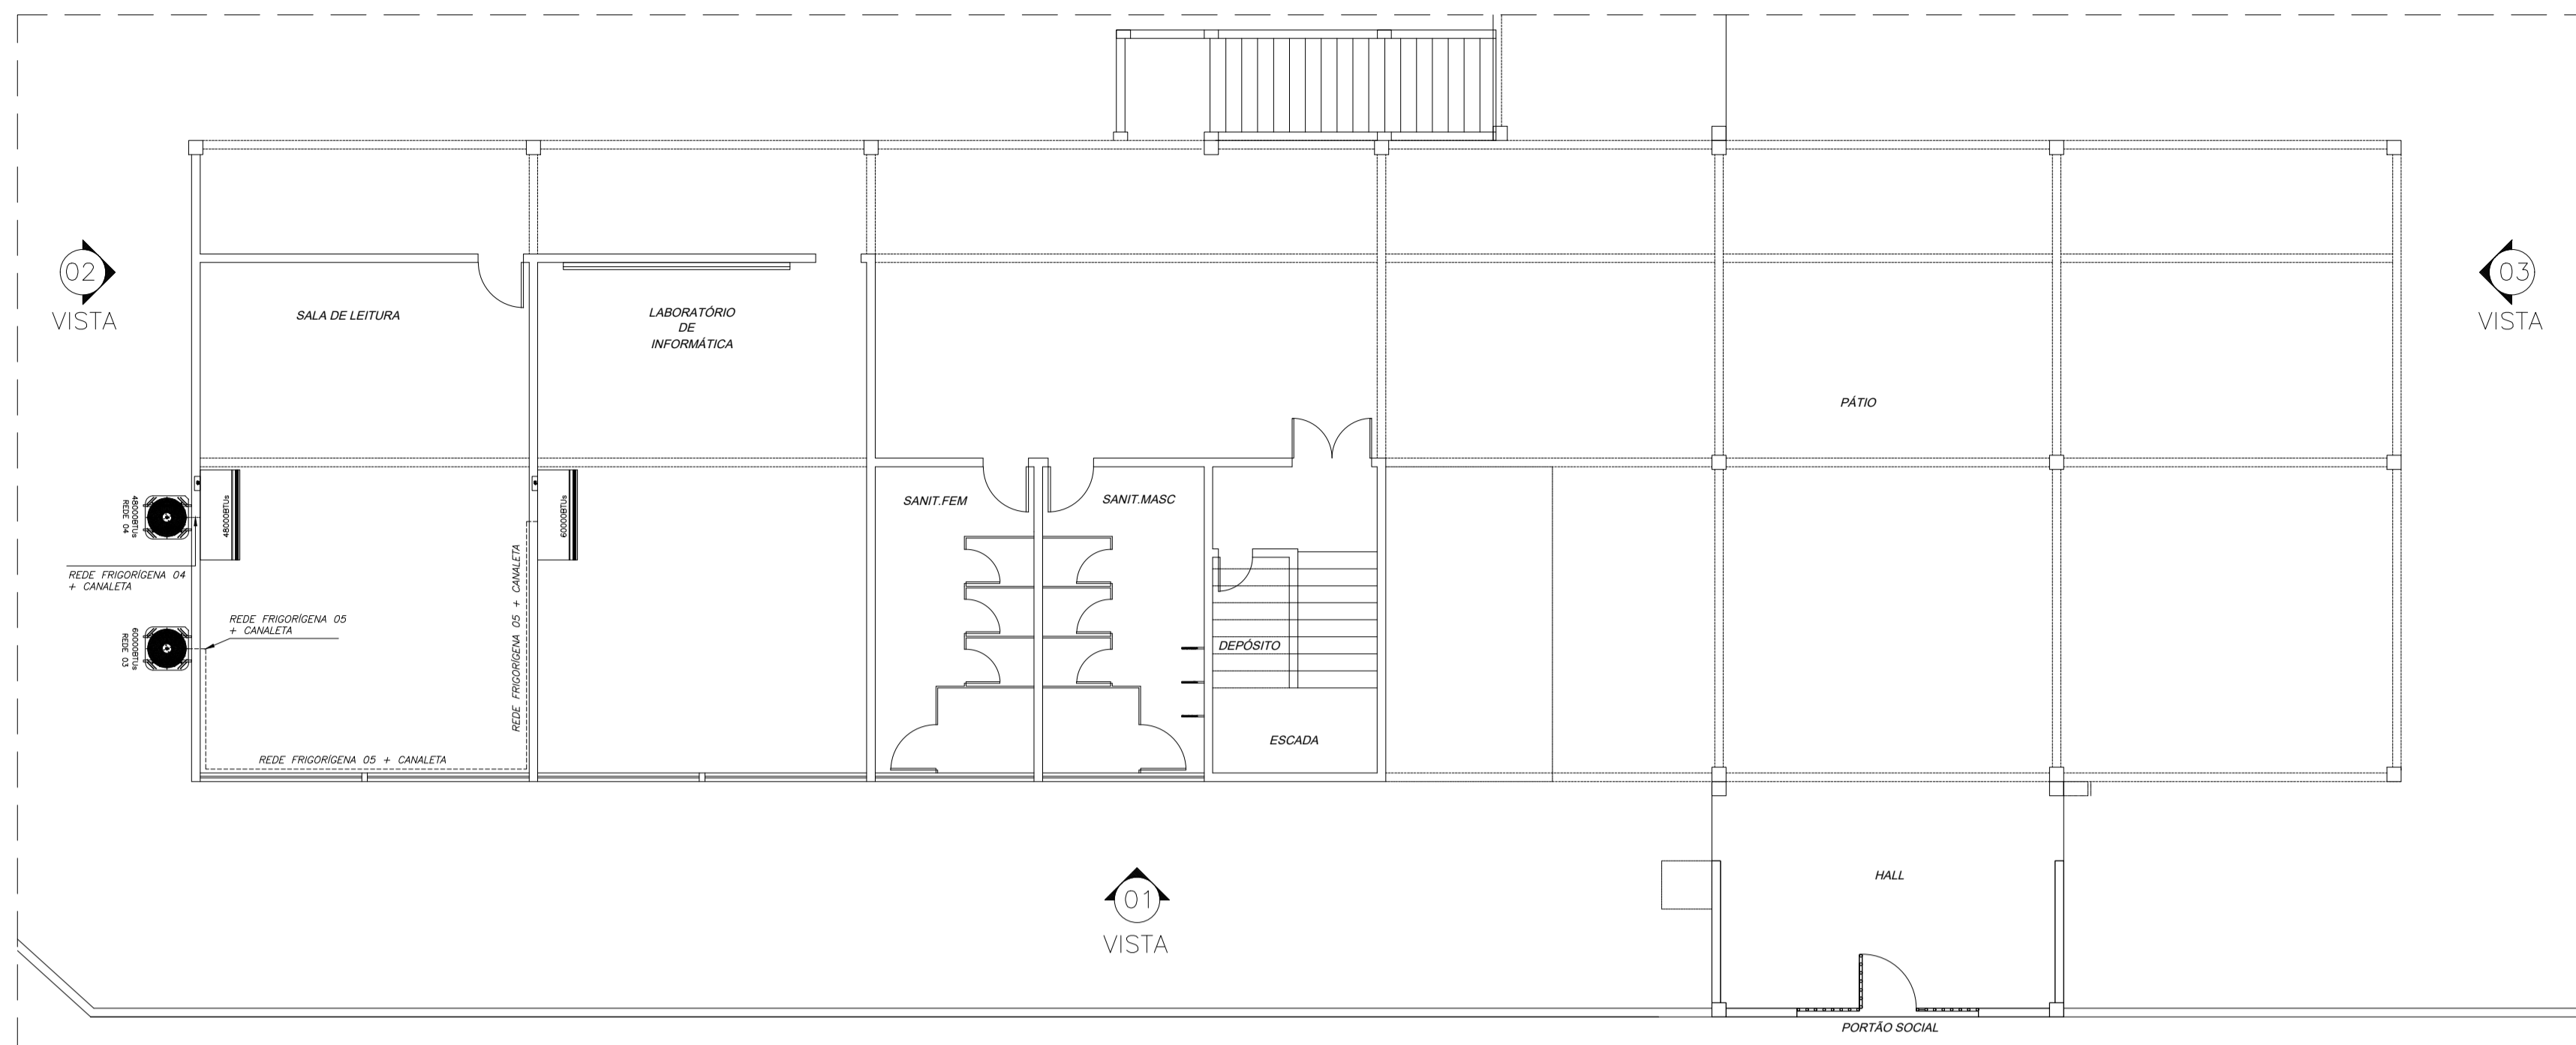 02
VISTA
03
VISTA
SALA DE LEITURA
LABORATÓRIO
DE
INFORMÁTICA
PÁTIO
48000BTUs
REDE 04
48000BTUs
60000BTUs
REDE FRIGORÍGENA 04
+ CANALETA
60000BTUs
REDE 03
REDE FRIGORÍGENA 05
+ CANALETA
REDE FRIGORÍGENA 05 + CANALETA
REDE FRIGORÍGENA 05 + CANALETA
SANIT.FEM
SANIT.MASC
DEPÓSITO
ESCADA
01
VISTA
HALL
PORTÃO SOCIAL